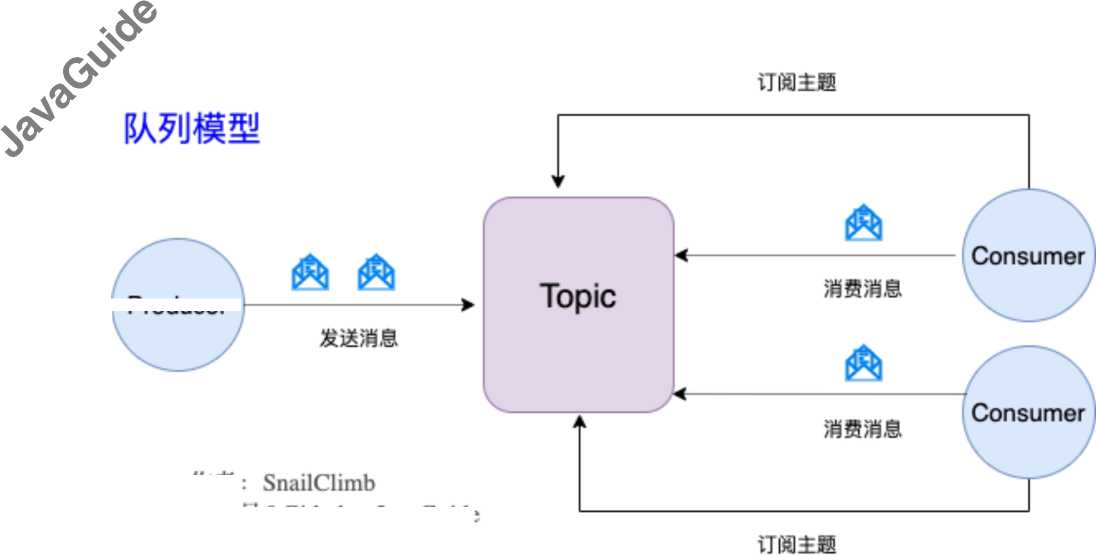 JavaGuide
订阅主题
队列模型
Consumer
消费消息
Topic
Producer
发送消息
Consumer
消费消息
： SnailClimb
订阅主题